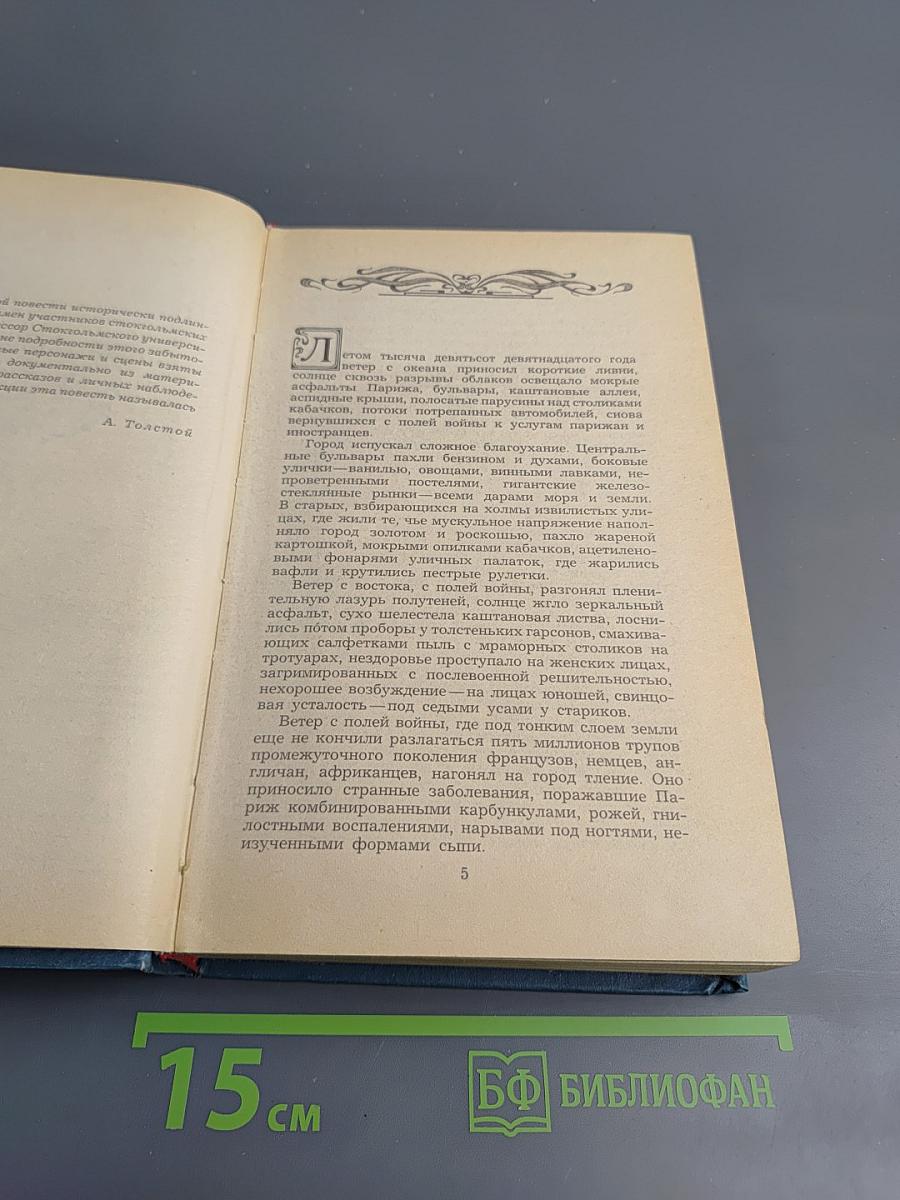 ой повести исторически подлин-
мен участников стокгольмских
ссор Стокгольмского универси-
не подробности этого забыто-
ные персонажи и сцены взяты
документально из матери-
рассказов и личных наблюде-
кции эта повесть называлась
А. Толстой
Летом тысяча девятьсот девятнадцатого года
ветер с океана приносил короткие ливни,
солнце сквозь разрывы облаков освещало мокрые
асфальты Парижа, бульвары, каштановые аллеи,
аспидные крыши, полосатые парусины над столиками
кабачков, потоки потрепанных автомобилей, снова
вернувшихся с полей войны к услугам парижан и
иностранцев.
Город испускал сложное благоухание. Централь-
ные бульвары пахли бензином и духами, боковые
улички—ванилью, овощами, винными лавками, не-
проветренными постелями, гигантские железо-
стеклянные рынки—всеми дарами моря и земли.
В старых, взбирающихся на холмы извилистых ули-
цах, где жили те, чье мускульное напряжение напол-
няло город золотом и роскошью, пахло жареной
картошкой, мокрыми опилками кабачков, ацетилено-
выми фонарями уличных палаток, где жарились
вафли и крутились пестрые рулетки.
Ветер с востока, с полей войны, разгонял плени-
тельную лазурь полутеней, солнце жгло зеркальный
асфальт, сухо шелестела каштановая листва, лосни-
лись по́том проборы у толстеньких гарсонов, смахива-
ющих салфетками пыль с мраморных столиков на
тротуарах, нездоровье проступало на женских лицах,
загримированных с послевоенной решительностью,
нехорошее возбуждение—на лицах юношей, свинцо-
вая усталость—под седыми усами у стариков.
Ветер с полей войны, где под тонким слоем земли
еще не кончили разлагаться пять миллионов трупов
промежуточного поколения французов, немцев, ан-
гличан, африканцев, нагонял на город тление. Оно
приносило странные заболевания, поражавшие Па-
риж комбинированными карбункулами, рожей, гни-
лостными воспалениями, нарывами под ногтями, не-
изученными формами сыпи.
5
15 см
БФ БИБЛИОФАН